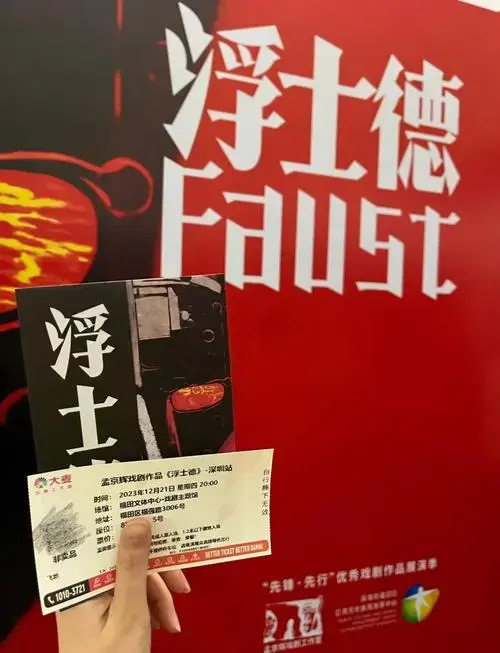 浮士德
Faust
浮士
大麦
孟京辉戏剧作品《浮士德》-深圳站
时间：
2023年12月21日 星期四 20:00
场馆：
福田文体中心·戏剧主题馆
地址：
福田区福强路3006号
座位：
5号
票价：
非卖品
自行撕下无效
1010-3721
BETTER TICKET BETTER DAMAI
“先锋·先行”优秀戏剧作品展演季
孟京辉戏剧工作室